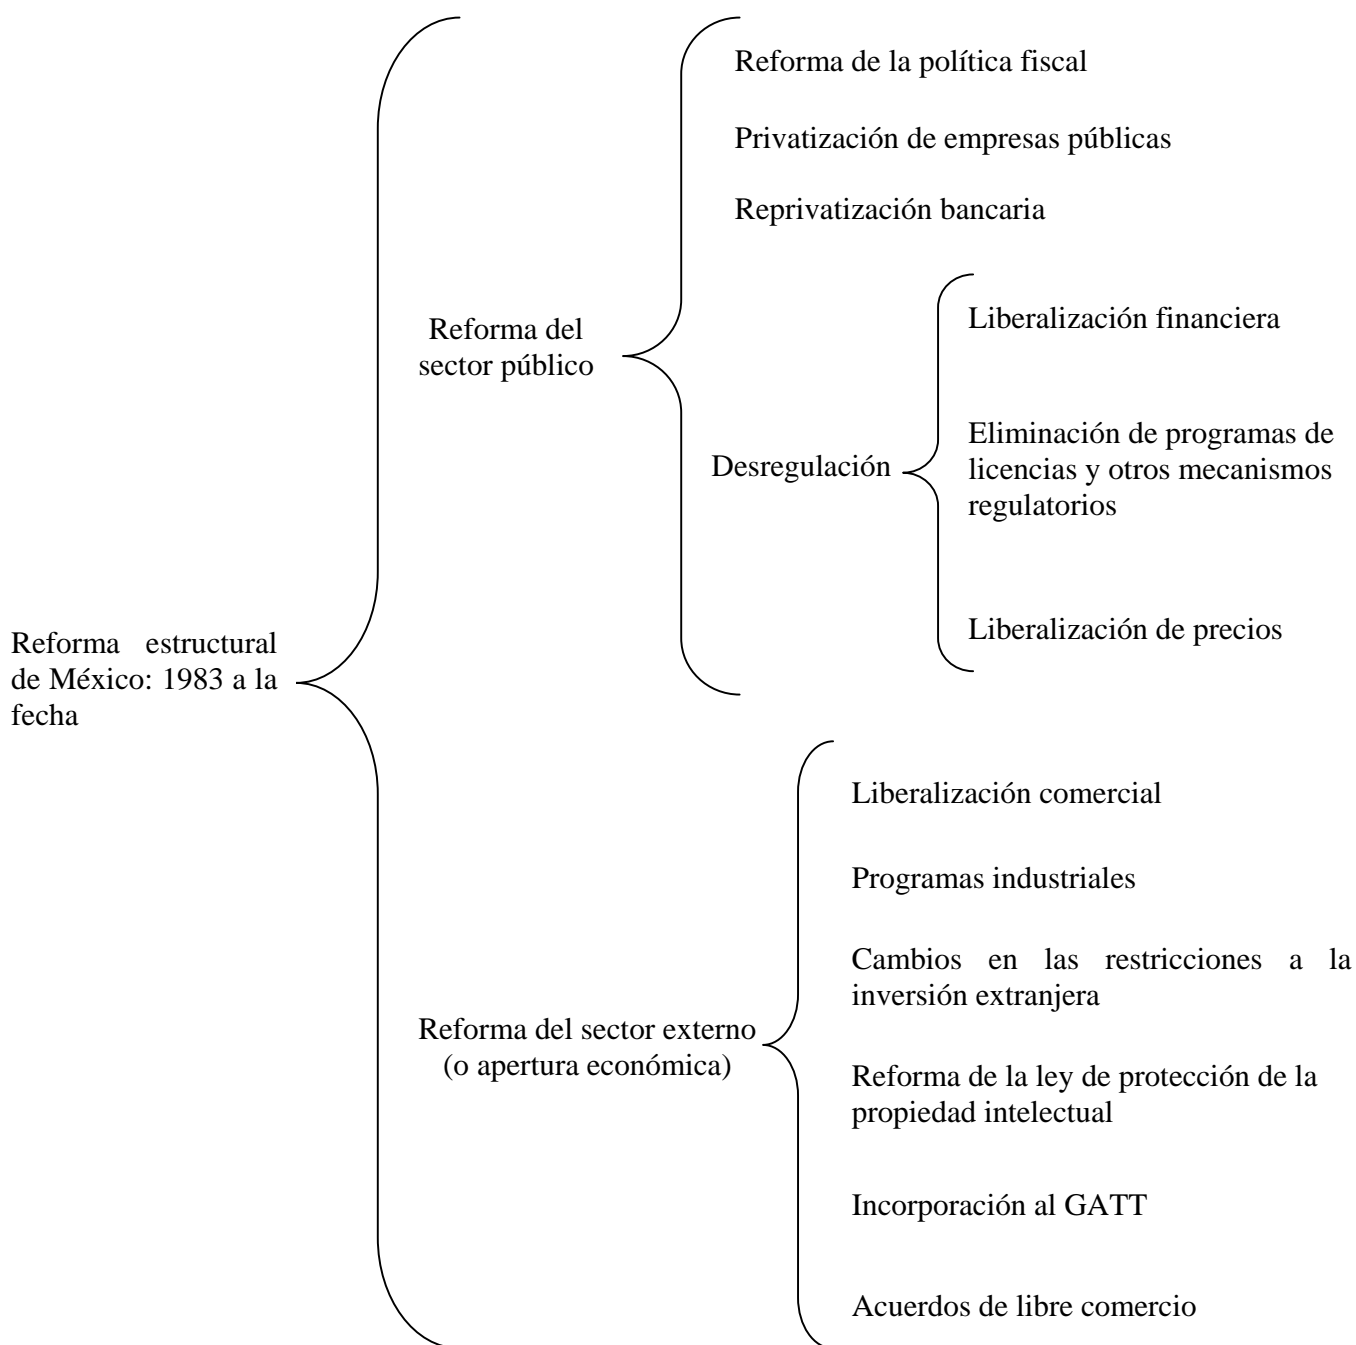 Reforma estructural
de México: 1983 a la
fecha
Reforma del
sector público
Reforma de la política fiscal
Privatización de empresas públicas
Reprivatización bancaria
Desregulación
Liberalización financiera
Eliminación de programas de
licencias y otros mecanismos
regulatorios
Liberalización de precios
Reforma del sector externo
(o apertura económica)
Liberalización comercial
Programas industriales
Cambios en las restricciones a la
inversión extranjera
Reforma de la ley de protección de la
propiedad intelectual
Incorporación al GATT
Acuerdos de libre comercio